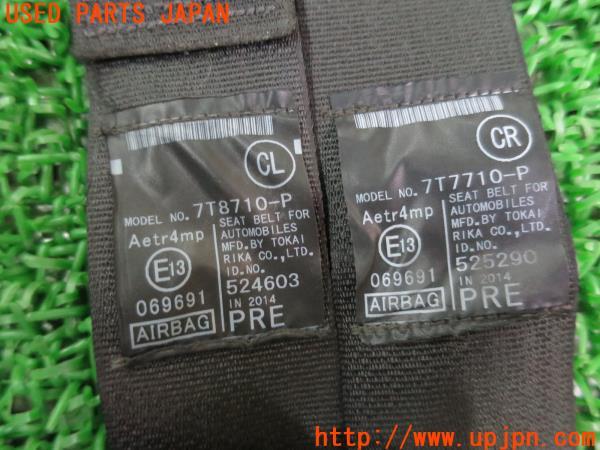 USED PARTS JAPAN
CL
MODEL NO. 7T8710-P
Aetr4mp
E13
069691
AIRBAG
SEAT BELT FOR
AUTOMOBILES
MFD.BY TOKAI
RIKA CO.,LTD.
ID.NO.
524603
IN 2014
PRE
CR
MODEL NO. 7T7710-P
Aetr4mp
E13
069691
AIRBAG
SEAT BELT FOR
AUTOMOBILES
MFD.BY TOKAI
RIKA CO.,LTD.
ID.NO.
525290
IN 2014
PRE
http://www.upjpn.com/